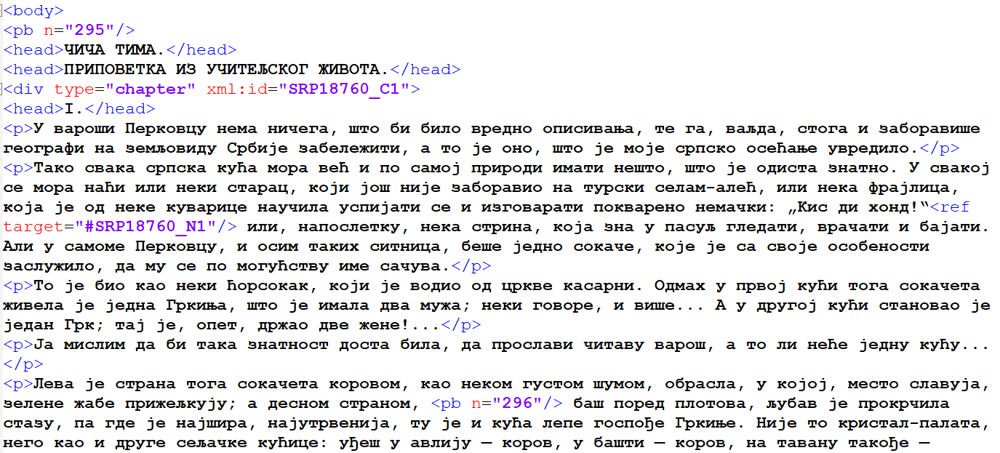 <body>
<pb n="295"/>
<head>ЧИЧА ТИМА.</head>
<head>ПРИПОВЕТКА ИЗ УЧИТЕЉСКОГ ЖИВОТА.</head>
<div type="chapter" xml:id="SRP18760_C1">
<head>I.</head>
<p>У вароши Перковцу нема ничега, што би било вредно описивања, те га, ваљда, стога и заборавише
географи на земљовиду Србије забележити, а то је оно, што је моје српско осећање увредило.</p>
<p>Тако свака српска кућа мора већ и по самој природи имати нешто, што је одиста знатно. У свакој
се мора наћи или неки старац, који још није заборавио на турски селам-алећ, или нека фрајлица,
која је од неке куварице научила успијати се и изговарати покварено немачки: „Кис ди хонд!“<ref
target="#SRP18760_N1"/> или, напослетку, нека стрина, која зна у пасуљ гледати, врачати и бајати.
Али у самоме Перковцу, и осим таких ситница, беше једно сокаче, које је са своје особености
заслужило, да му се по могућству име сачува.</p>
<p>То је био као неки ћорсокак, који је водио од цркве касарни. Одмах у првој кући тога сокачета
живела је једна Гркиња, што је имала два мужа; неки говоре, и више... А у другој кући становао је
један Грк; тај је, опет, држао две жене!...</p>
<p>Ја мислим да би така знатност доста била, да прослави читаву варош, а то ли неће једну кућу...
</p>
<p>Лева је страна тога сокачета коровом, као неком густом шумом, обрасла, у којој, место славуја,
зелене жабе прижељкују; а десном страном, <pb n="296"/> баш поред плотова, љубав је прокрчила
стазу, па где је најшира, најутрвенија, ту је и кућа лепе госпође Гркиње. Није то кристал-палата,
него као и друге сељачке кућице: уђеш у авлију — коров, у башти — коров, на тавану такође —